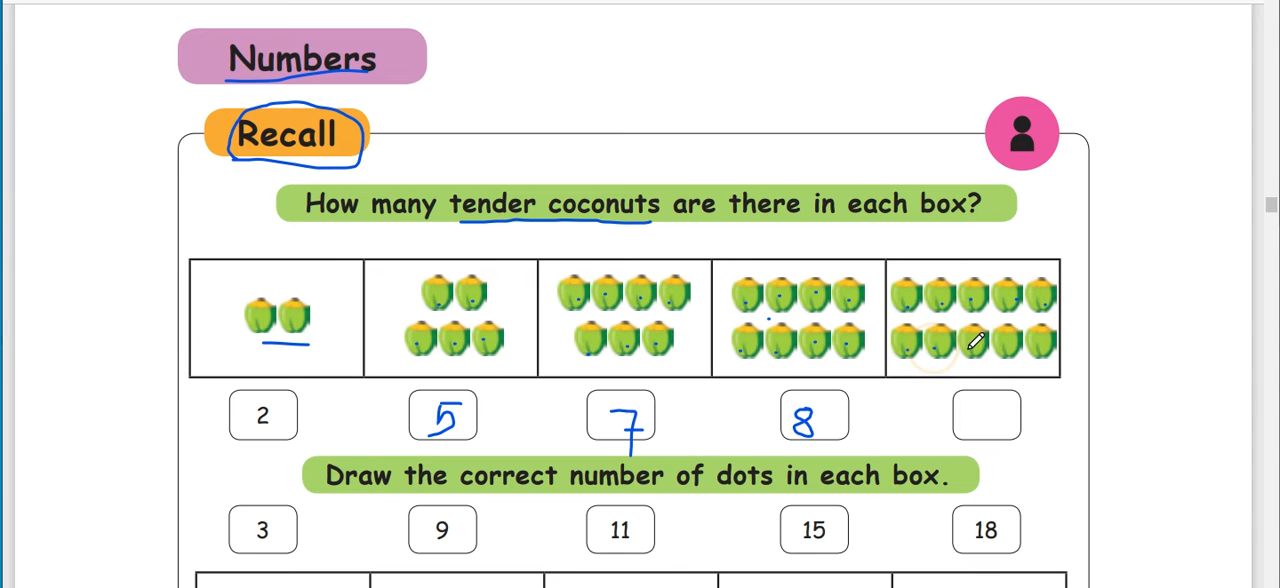 Numbers
Recall
How many tender coconuts are there in each box?
2 5 7 8
Draw the correct number of dots in each box.
3 9 11 15 18